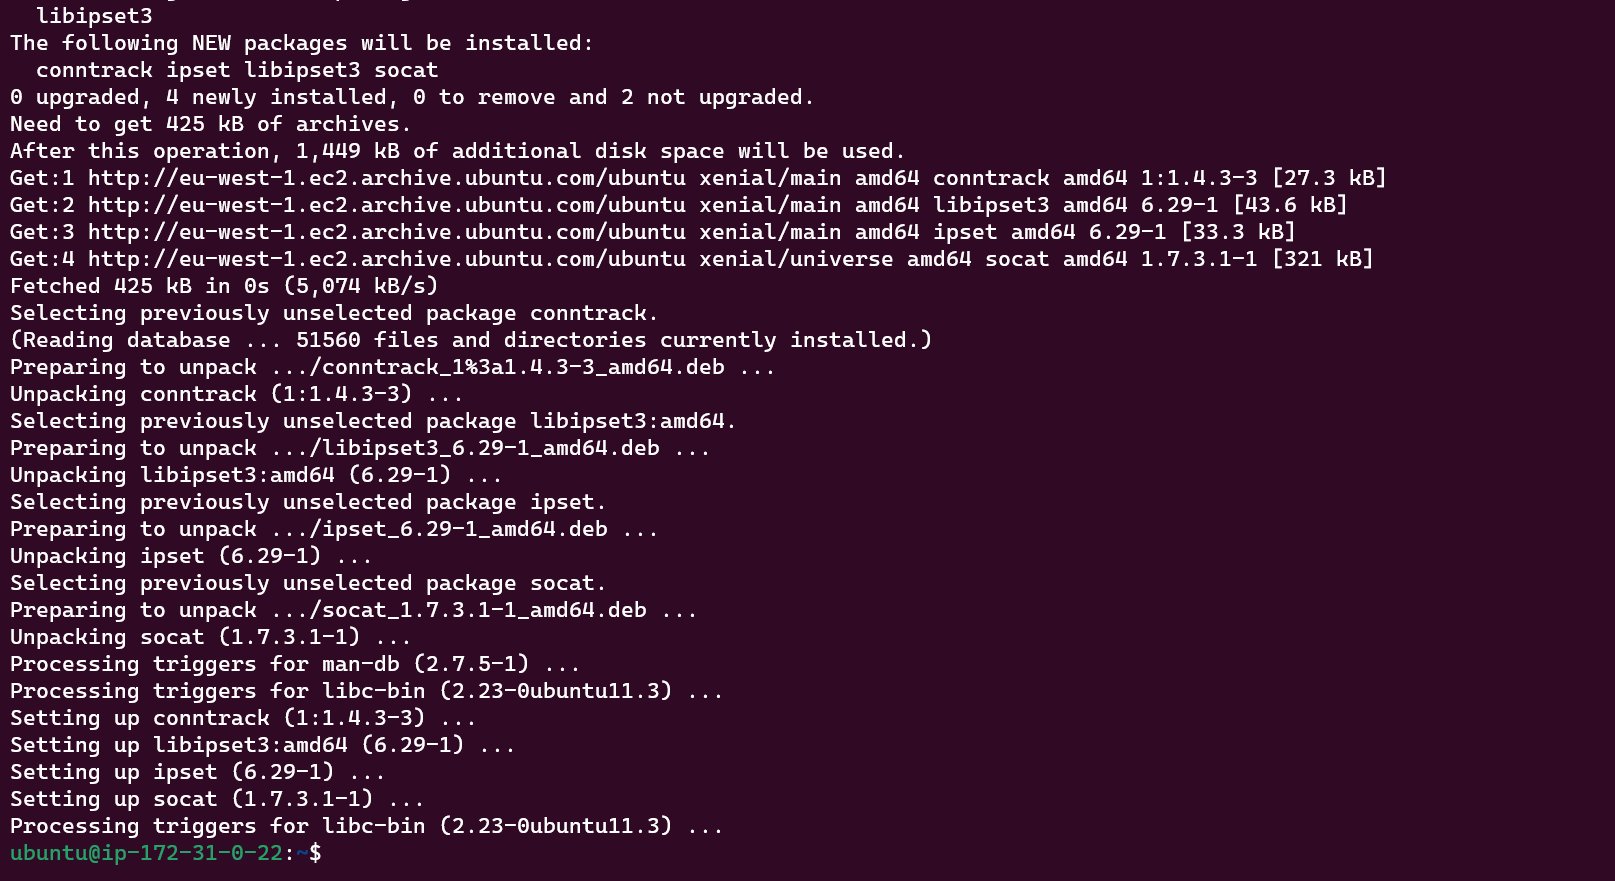 libipset3
The following NEW packages will be installed:
  conntrack ipset libipset3 socat
0 upgraded, 4 newly installed, 0 to remove and 2 not upgraded.
Need to get 425 kB of archives.
After this operation, 1,449 kB of additional disk space will be used.
Get:1 http://eu-west-1.ec2.archive.ubuntu.com/ubuntu xenial/main amd64 conntrack amd64 1:1.4.3-3 [27.3 kB]
Get:2 http://eu-west-1.ec2.archive.ubuntu.com/ubuntu xenial/main amd64 libipset3 amd64 6.29-1 [43.6 kB]
Get:3 http://eu-west-1.ec2.archive.ubuntu.com/ubuntu xenial/main amd64 ipset amd64 6.29-1 [33.3 kB]
Get:4 http://eu-west-1.ec2.archive.ubuntu.com/ubuntu xenial/universe amd64 socat amd64 1.7.3.1-1 [321 kB]
Fetched 425 kB in 0s (5,074 kB/s)
Selecting previously unselected package conntrack.
(Reading database ... 51560 files and directories currently installed.)
Preparing to unpack .../conntrack_1%3a1.4.3-3_amd64.deb ...
Unpacking conntrack (1:1.4.3-3) ...
Selecting previously unselected package libipset3:amd64.
Preparing to unpack .../libipset3_6.29-1_amd64.deb ...
Unpacking libipset3:amd64 (6.29-1) ...
Selecting previously unselected package ipset.
Preparing to unpack .../ipset_6.29-1_amd64.deb ...
Unpacking ipset (6.29-1) ...
Selecting previously unselected package socat.
Preparing to unpack .../socat_1.7.3.1-1_amd64.deb ...
Unpacking socat (1.7.3.1-1) ...
Processing triggers for man-db (2.7.5-1) ...
Processing triggers for libc-bin (2.23-0ubuntu11.3) ...
Setting up conntrack (1:1.4.3-3) ...
Setting up libipset3:amd64 (6.29-1) ...
Setting up ipset (6.29-1) ...
Setting up socat (1.7.3.1-1) ...
Processing triggers for libc-bin (2.23-0ubuntu11.3) ...
ubuntu@ip-172-31-0-22:~$